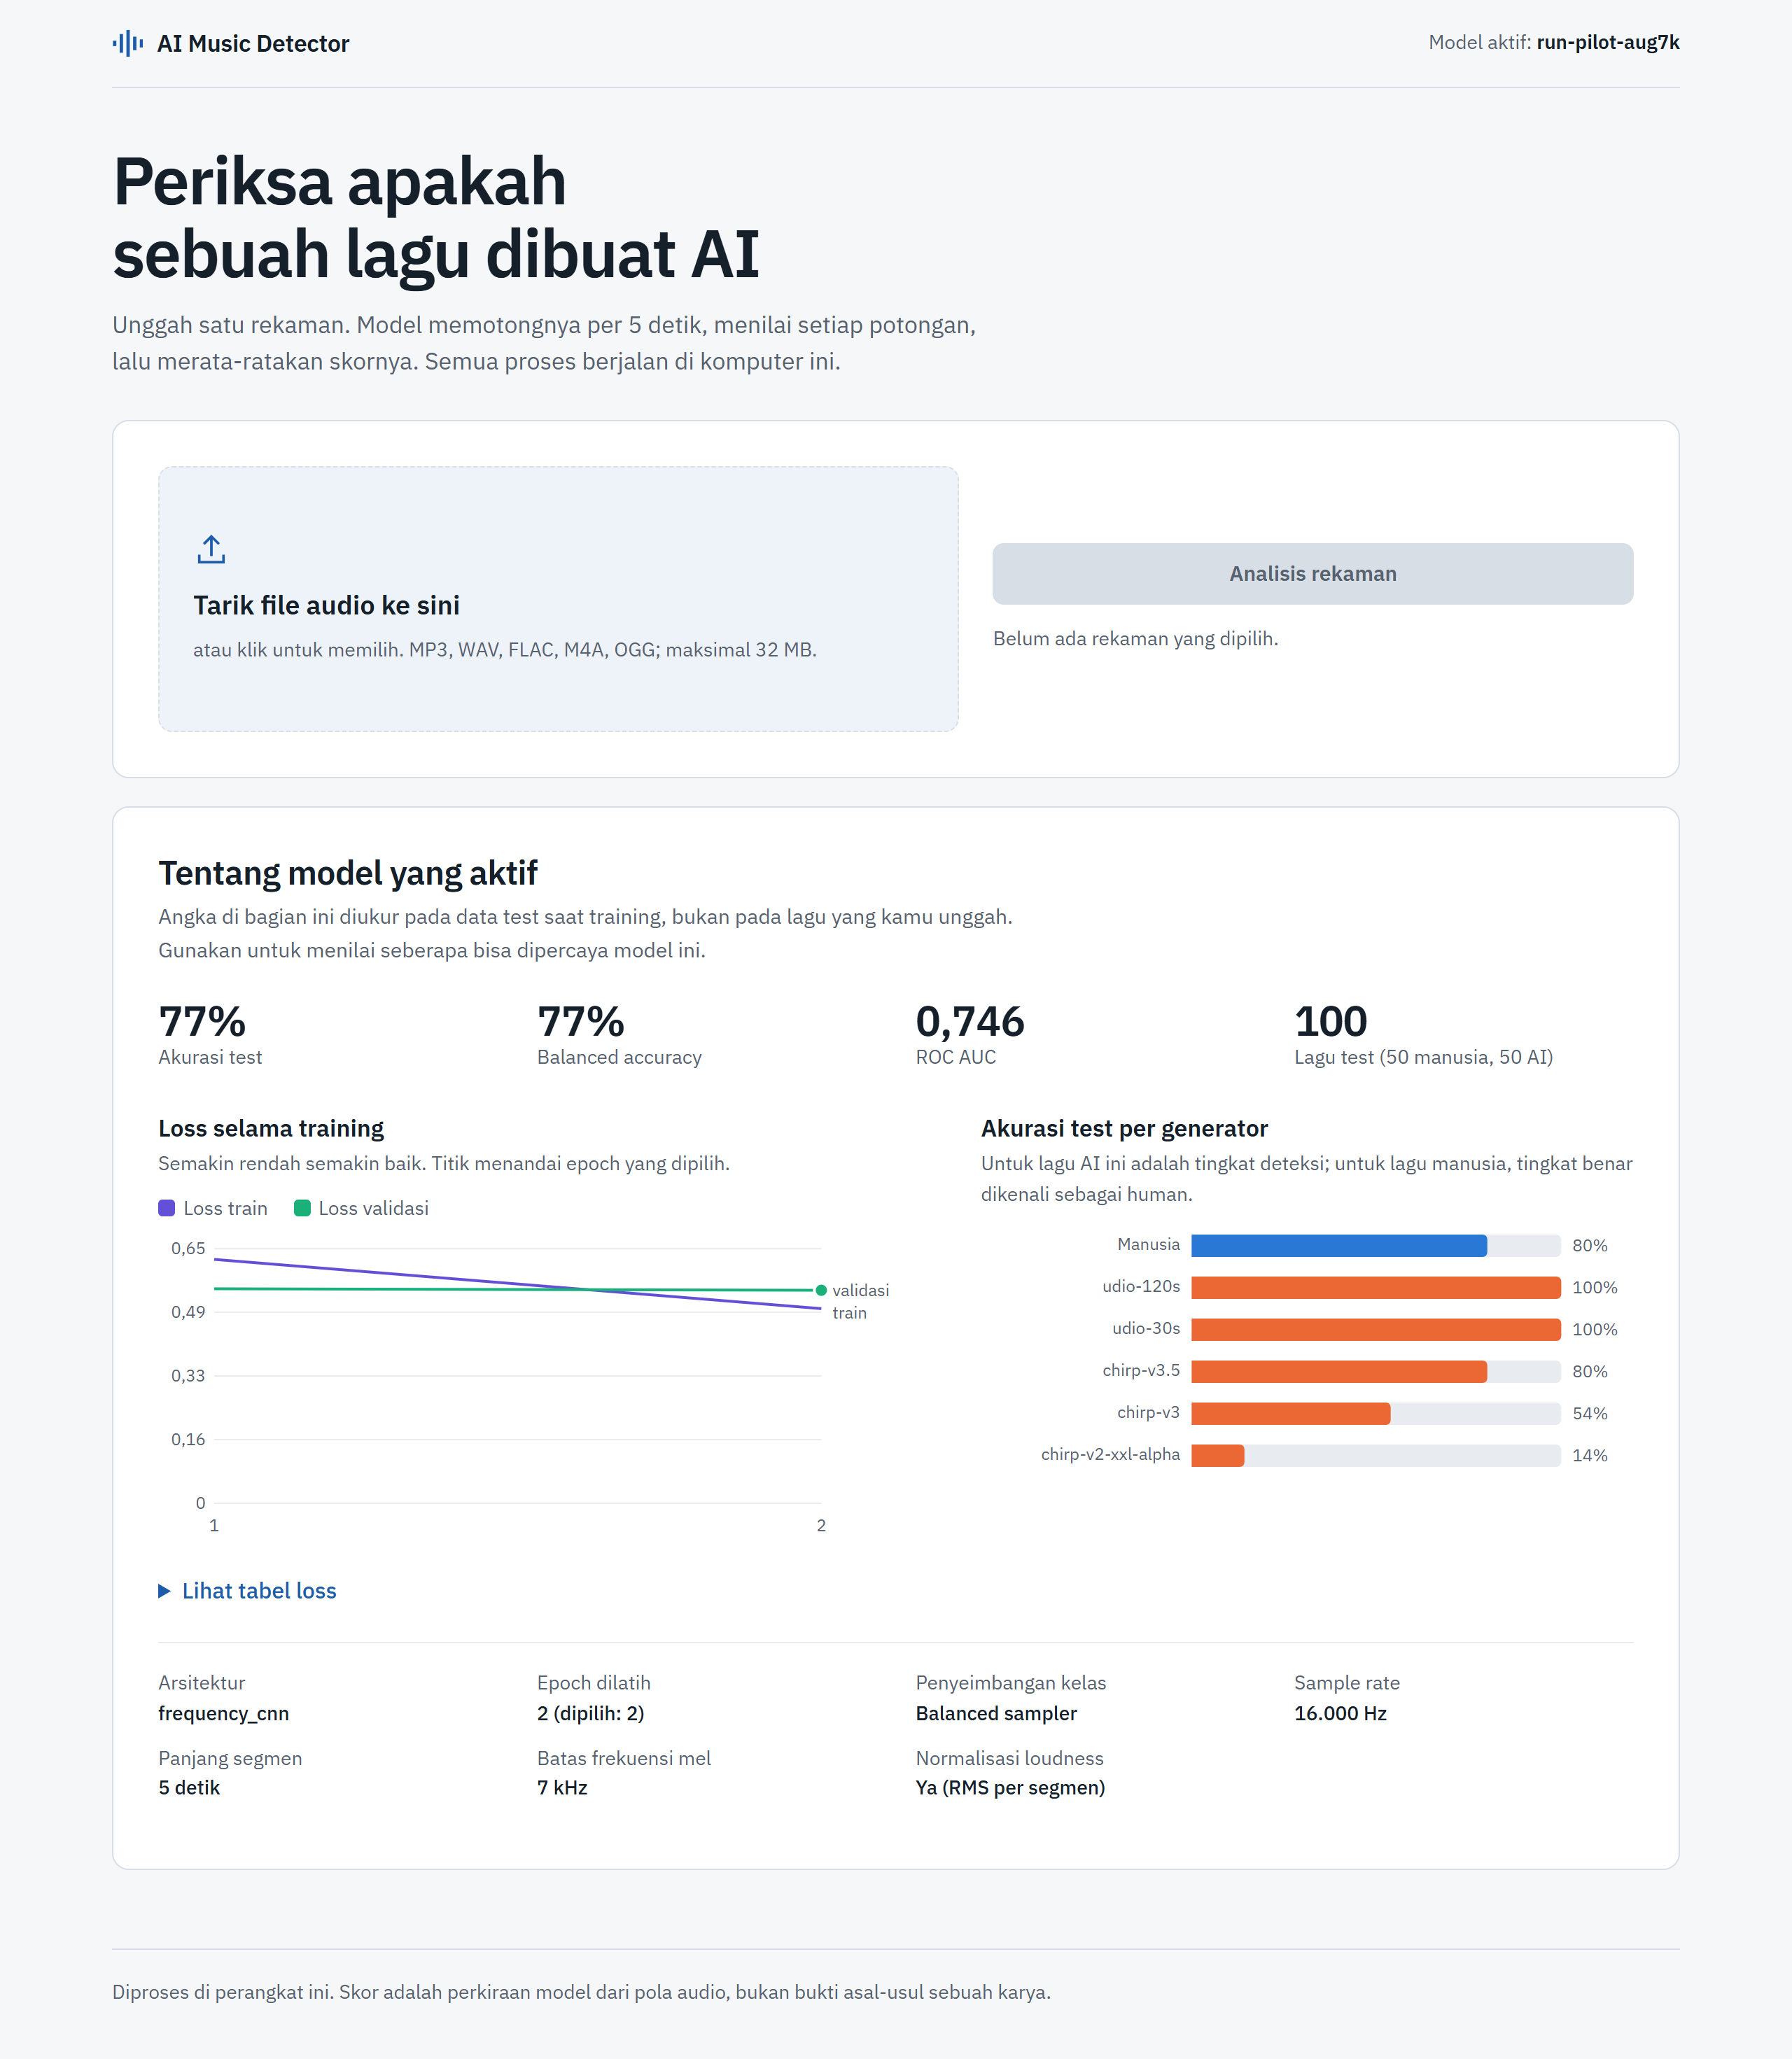 AI Music Detector
Model aktif: run-pilot-aug7k
Periksa apakah
sebuah lagu dibuat AI
Unggah satu rekaman. Model memotongnya per 5 detik, menilai setiap potongan,
lalu merata-ratakan skornya. Semua proses berjalan di komputer ini.
Tarik file audio ke sini
atau klik untuk memilih. MP3, WAV, FLAC, M4A, OGG; maksimal 32 MB.
Analisis rekaman
Belum ada rekaman yang dipilih.
Tentang model yang aktif
Angka di bagian ini diukur pada data test saat training, bukan pada lagu yang kamu unggah.
Gunakan untuk menilai seberapa bisa dipercaya model ini.
77%
Akurasi test
77%
Balanced accuracy
0,746
ROC AUC
100
Lagu test (50 manusia, 50 AI)
Loss selama training
Semakin rendah semakin baik. Titik menandai epoch yang dipilih.
Loss train
Loss validasi
0,65
0,49
0,33
0,16
0
1
2
validasi
train
Akurasi test per generator
Untuk lagu AI ini adalah tingkat deteksi; untuk lagu manusia, tingkat benar
dikenali sebagai human.
Manusia 80%
udio-120s 100%
udio-30s 100%
chirp-v3.5 80%
chirp-v3 54%
chirp-v2-xxl-alpha 14%
Lihat tabel loss
Arsitektur
frequency_cnn
Epoch dilatih
2 (dipilih: 2)
Penyeimbangan kelas
Balanced sampler
Sample rate
16.000 Hz
Panjang segmen
5 detik
Batas frekuensi mel
7 kHz
Normalisasi loudness
Ya (RMS per segmen)
Diproses di perangkat ini. Skor adalah perkiraan model dari pola audio, bukan bukti asal-usul sebuah karya.